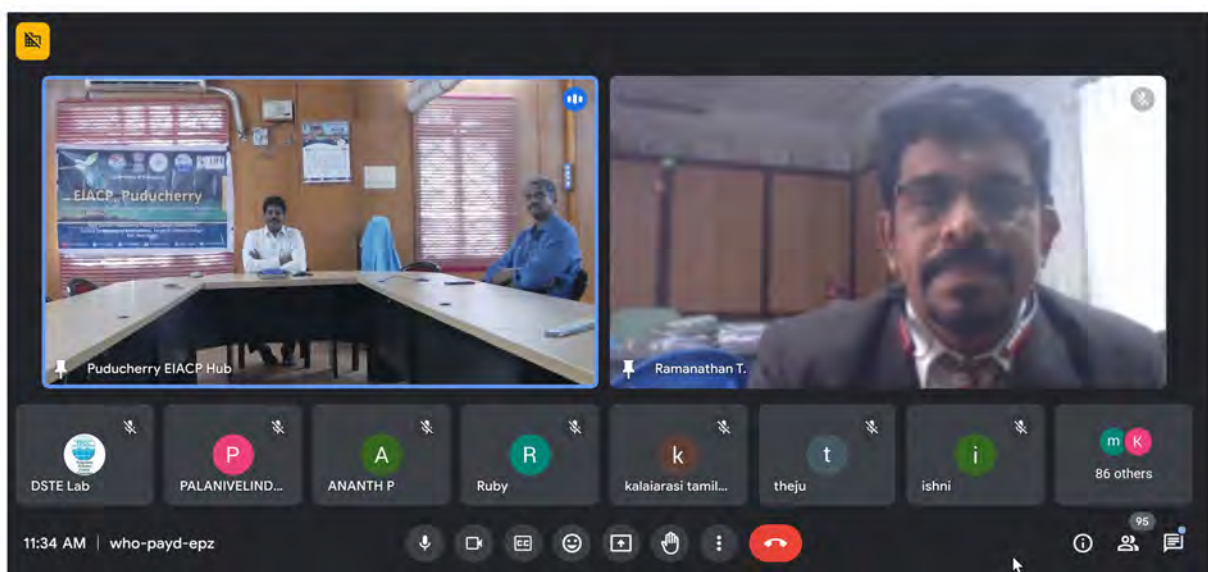 EIACP, Puducherry
Puducherry EIACP Hub
Ramanathan T.
DSTE Lab
P
PALANIVELIND...
A
ANANTH P
R
Ruby
k
kalaiarasi tamil...
t
theju
i
ishni
m K
86 others
11:34 AM | who-payd-epz
CC
95